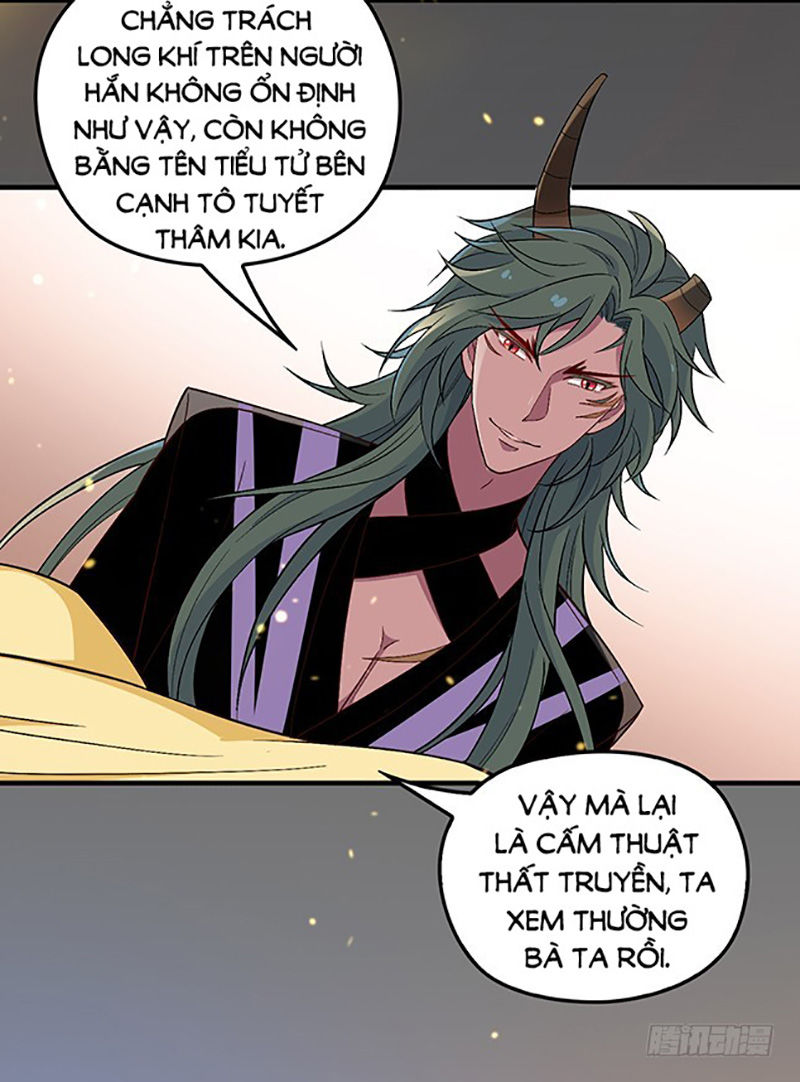 CHẲNG TRÁCH
LONG KHÍ TRÊN NGƯỜI
HẮN KHÔNG ỔN ĐỊNH
NHƯ VẬY, CÒN KHÔNG
BẰNG TÊN TIỂU TỬ BÊN
CẠNH TÔ TUYẾT
THÂM KIA.
VẬY MÀ LẠI
LÀ CẤM THUẬT
THẤT TRUYỀN, TA
XEM THƯỜNG
BÀ TA RỒI.
腾讯动漫